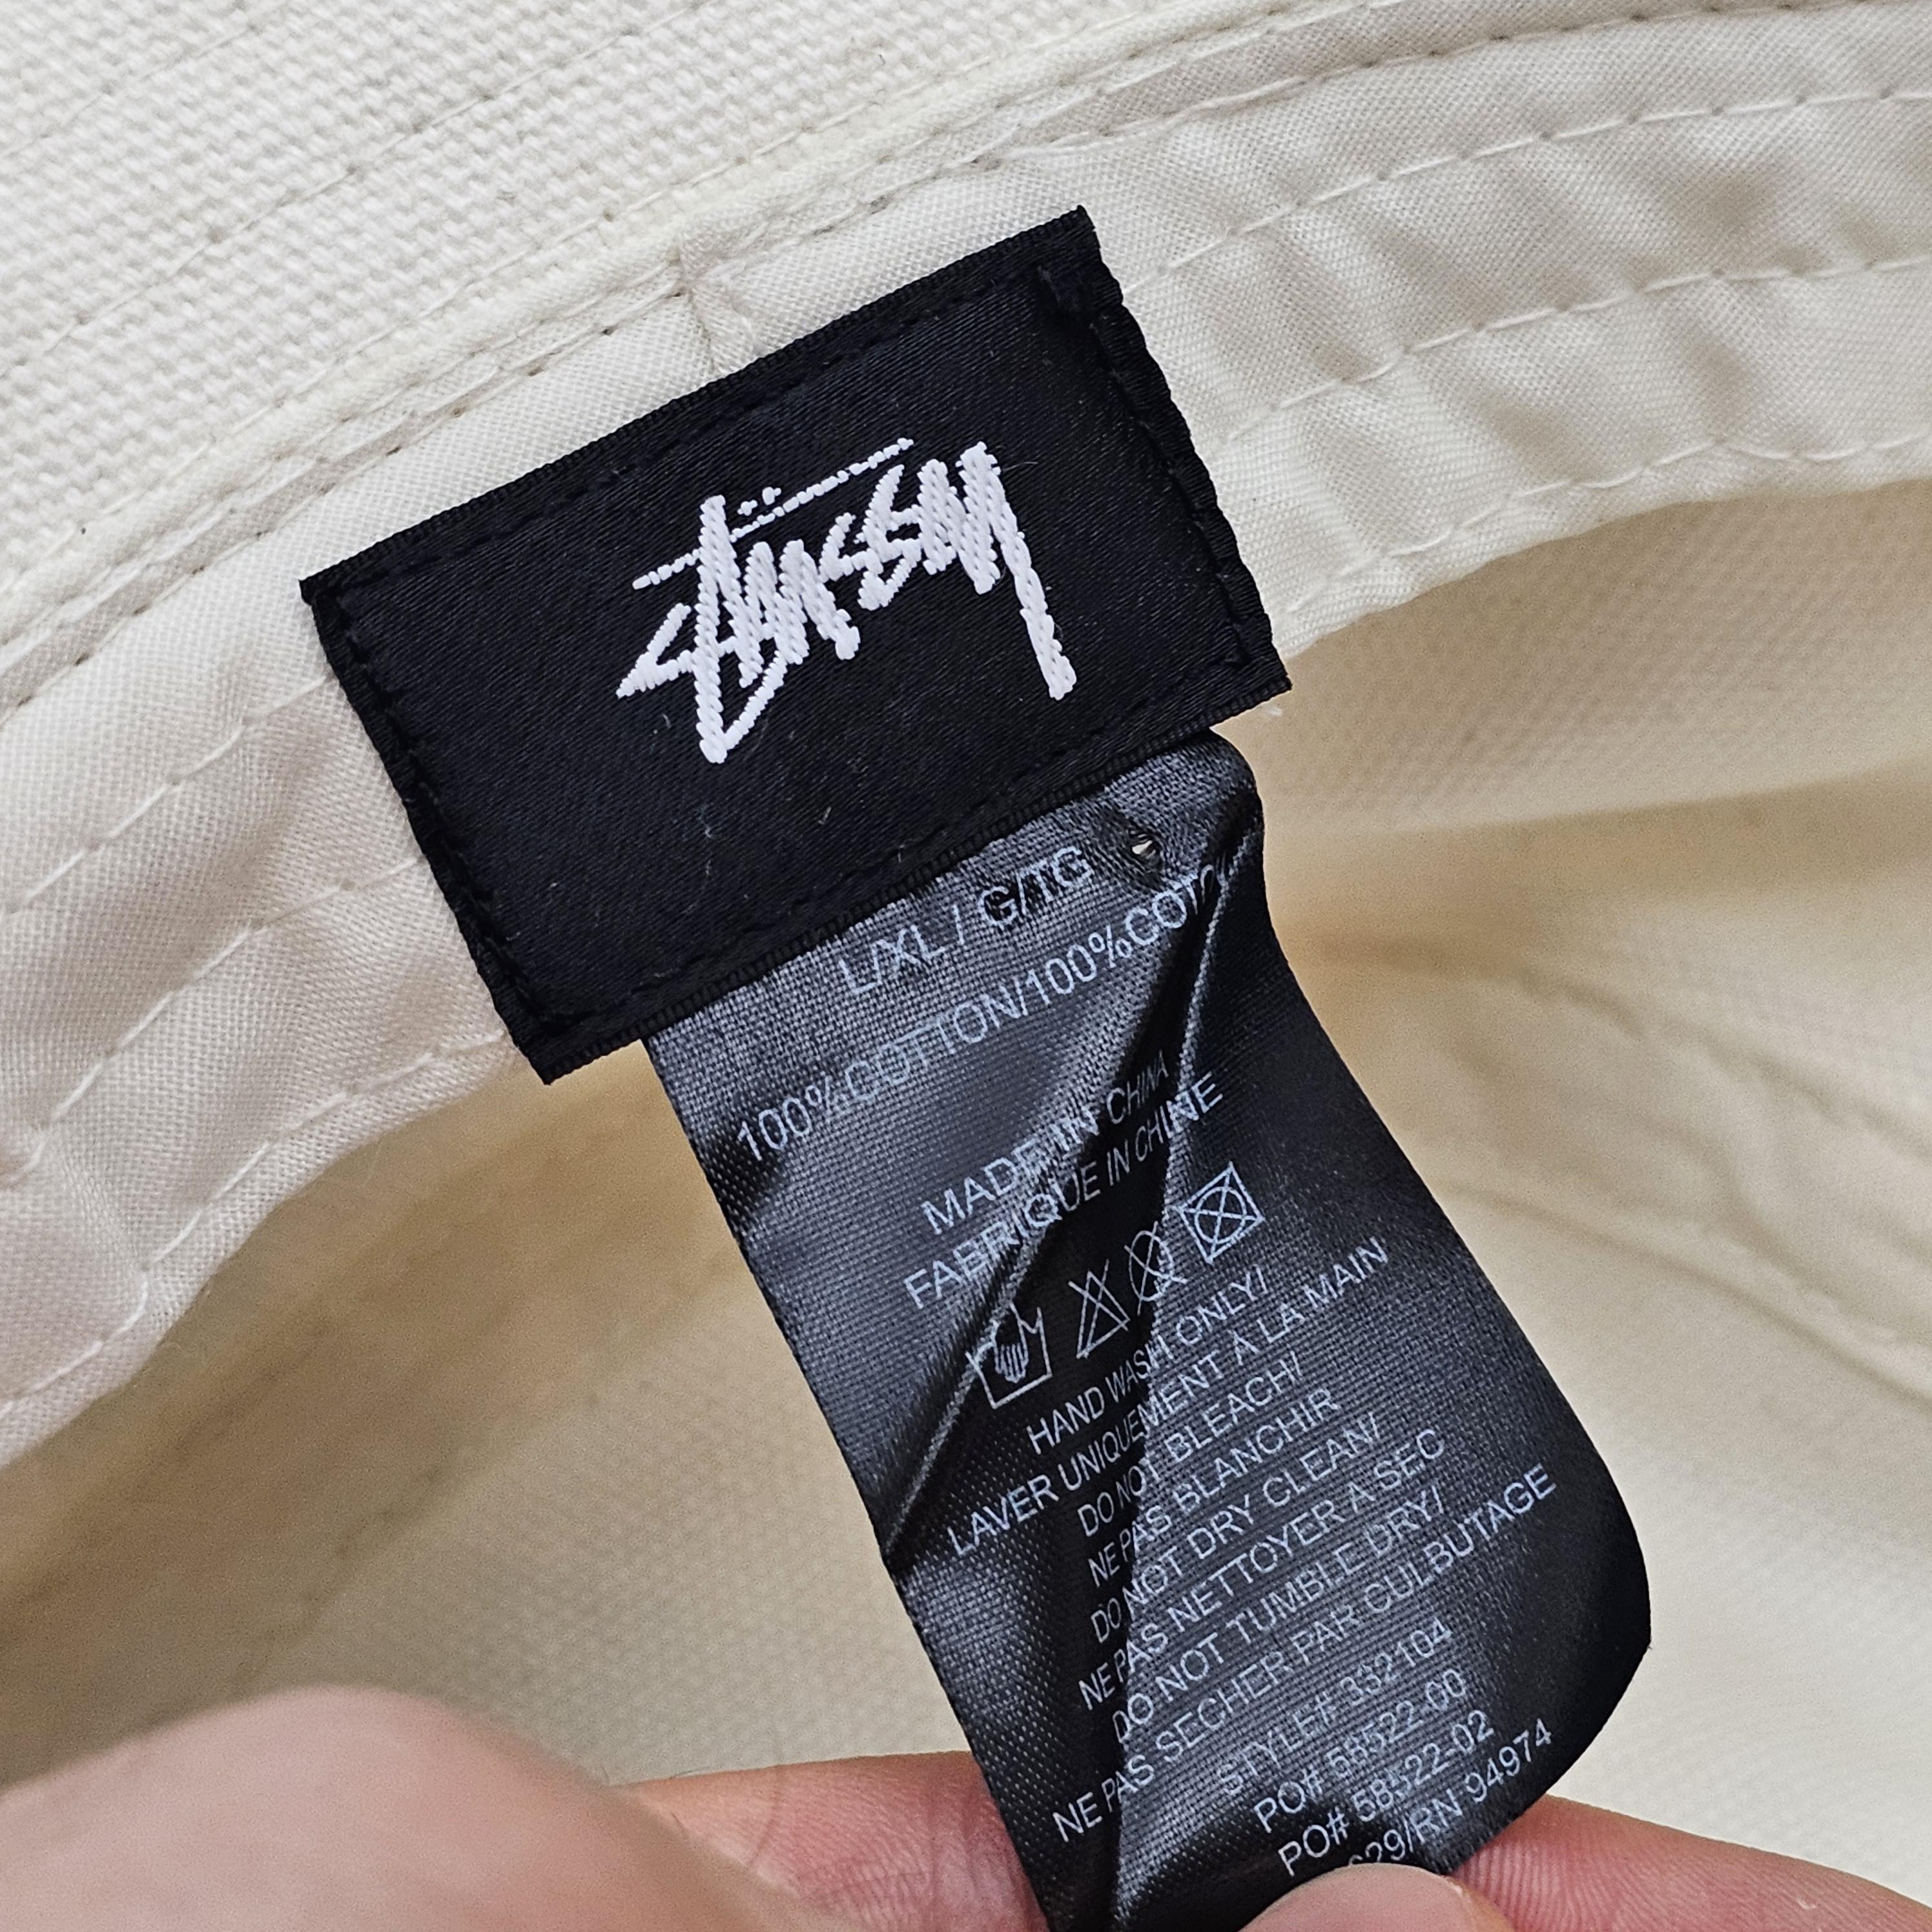 Stüssy
L/XL / G/TG
100%COTTON/100%COTON
MADE IN CHINA
FABRIQUE IN CHINE
HAND WASH ONLY/
LAVER UNIQUEMENT À LA MAIN
DO NOT BLEACH/
NE PAS BLANCHIR
DO NOT DRY CLEAN/
NE PAS NETTOYER A SEC
DO NOT TUMBLE DRY/
NE PAS SECHER PAR CULBUTAGE
STYLE# 332104
PO# 58522-00
PO# 58522-02
RN 94974